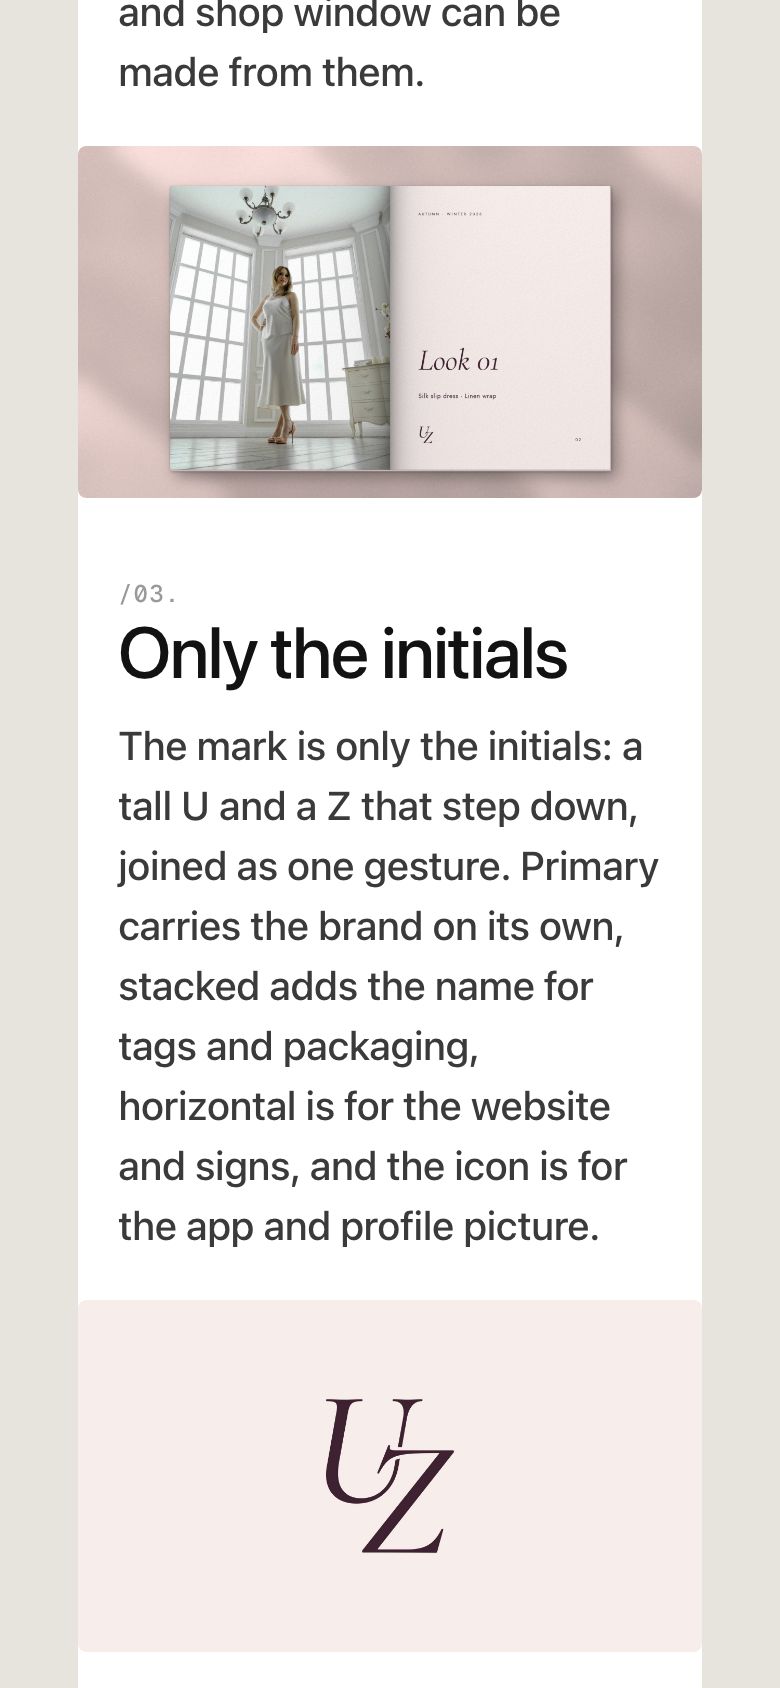 and shop window can be
made from them.
AUTUMN · WINTER 2026
Look 01
Silk slip dress · Linen wrap
UZ
02
/03.
Only the initials
The mark is only the initials: a
tall U and a Z that step down,
joined as one gesture. Primary
carries the brand on its own,
stacked adds the name for
tags and packaging,
horizontal is for the website
and signs, and the icon is for
the app and profile picture.
UZ